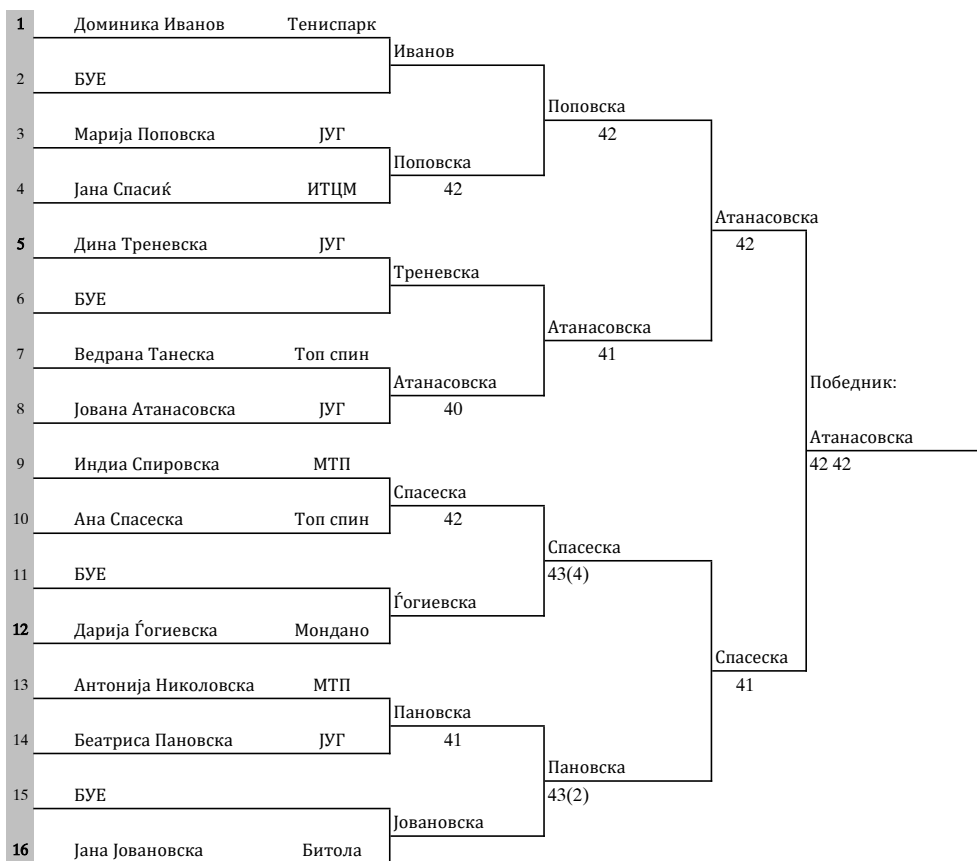 1 Доминика Иванов Тениспарк
Иванов
2 БУЕ
Поповска
42
3 Марија Поповска ЈУГ
Поповска
42
4 Јана Спасиќ ИТЦМ
Атанасовска
42
5 Дина Треневска ЈУГ
Треневска
6 БУЕ
Атанасовска
41
7 Ведрана Танеска Топ спин
Атанасовска
40
Победник:
8 Јована Атанасовска ЈУГ
Атанасовска
42 42
9 Индиа Спировска МТП
Спасеска
42
10 Ана Спасеска Топ спин
Спасеска
43(4)
11 БУЕ
Ѓогиевска
12 Дарија Ѓогиевска Мондано
Спасеска
41
13 Антонија Николовска МТП
Пановска
41
14 Беатриса Пановска ЈУГ
Пановска
43(2)
15 БУЕ
Јовановска
16 Јана Јовановска Битола